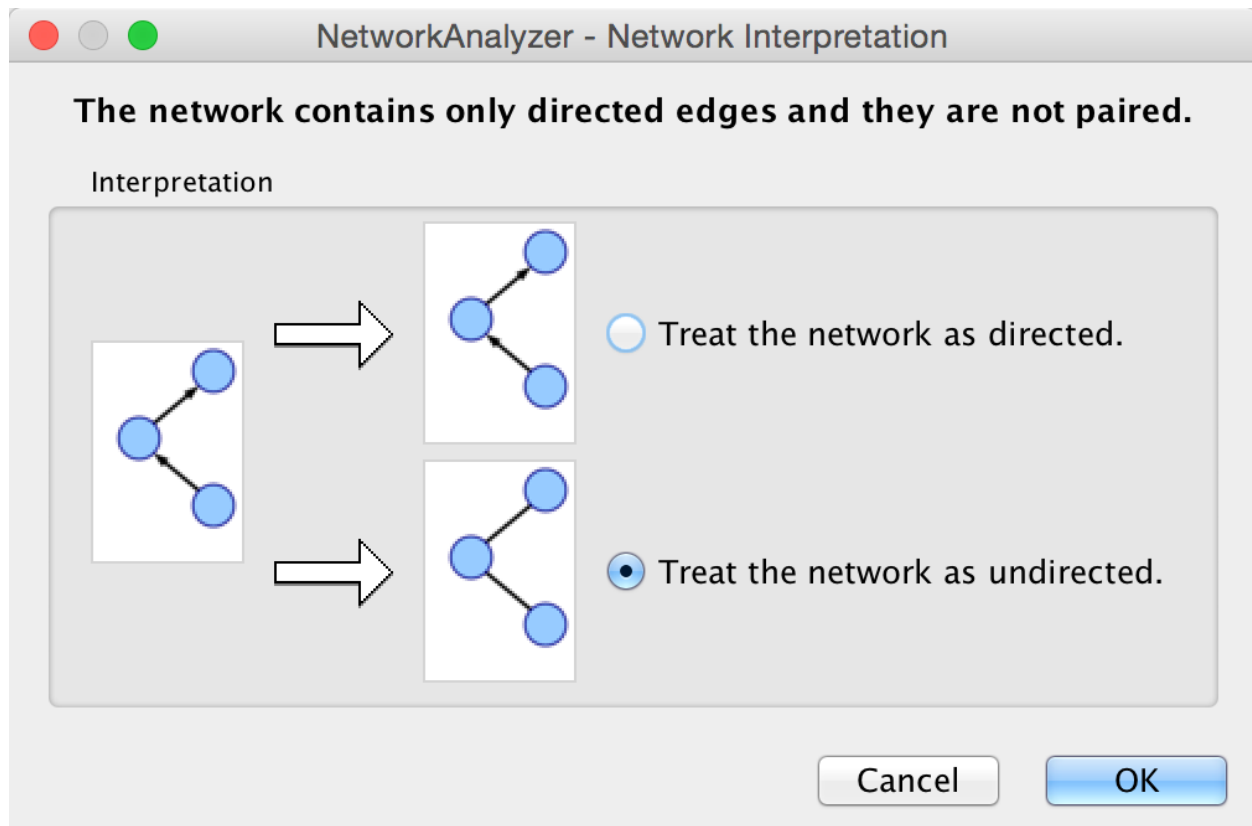 NetworkAnalyzer - Network Interpretation
The network contains only directed edges and they are not paired.
Interpretation
Treat the network as directed.
Treat the network as undirected.
Cancel
OK